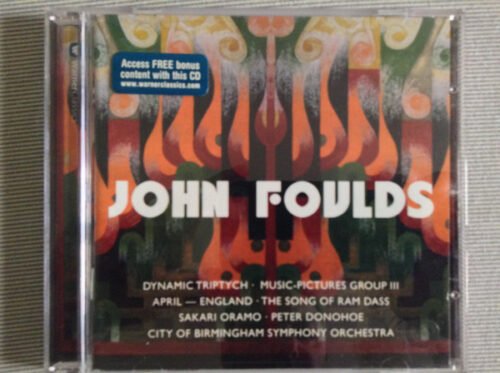 Access FREE bonus
content with this CD
www.warnerclassics.com
JOHN FOULDS
DYNAMIC TRIPTYCH · MUSIC-PICTURES GROUP III
APRIL — ENGLAND · THE SONG OF RAM DASS
SAKARI ORAMO · PETER DONOHOE
CITY OF BIRMINGHAM SYMPHONY ORCHESTRA